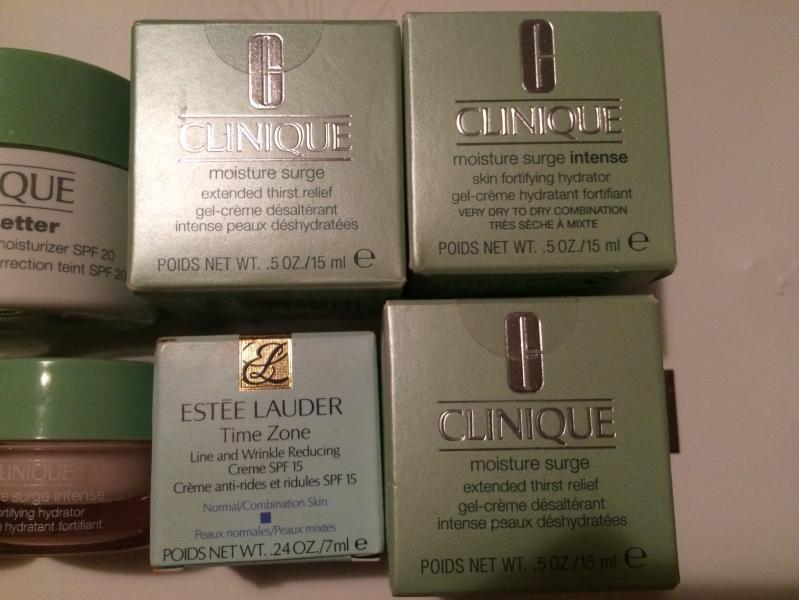 CLINIQUE
moisture surge
extended thirst relief
gel-crème désaltérant
intense peaux déshydratées
POIDS NET WT. .5 OZ./15 ml e
CLINIQUE
moisture surge intense
skin fortifying hydrator
gel-crème hydratant fortifiant
VERY DRY TO DRY COMBINATION
TRÈS SÈCHE À MIXTE
POIDS NET WT. .5 OZ./15 ml e
QUE
etter
moisturizer SPF 20
rrection teint SPF 20
LINIQUE
re surge intense
ortifying hydrator
e hydratant fortifiant
EL
ESTĒE LAUDER
Time Zone
Line and Wrinkle Reducing
Creme SPF 15
Crème anti-rides et ridules SPF 15
Normal/Combination Skin
Peaux normales/Peaux mixtes
POIDS NET WT. .24 OZ./7ml e
CLINIQUE
moisture surge
extended thirst relief
gel-crème désaltérant
intense peaux déshydratées
POIDS NET WT. .5 OZ./15 ml e